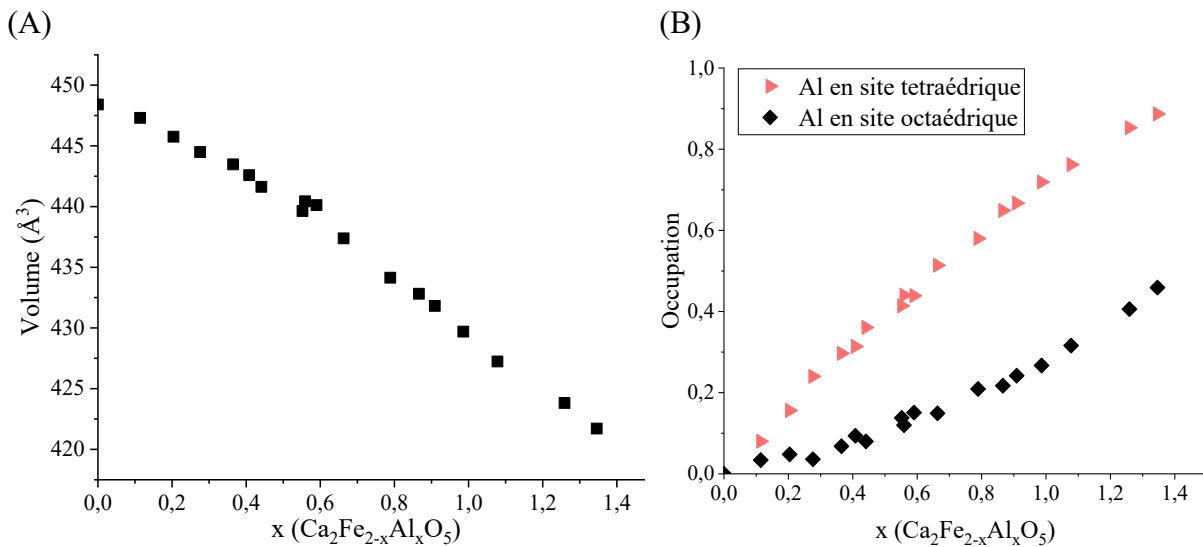 (A)
Volume (Å³)
450
445
440
435
430
425
420
0,0 0,2 0,4 0,6 0,8 1,0 1,2 1,4
x (Ca₂Fe₂₋ₓAlₓO₅)
(B)
Al en site tetraédrique
Al en site octaédrique
Occupation
1,0
0,8
0,6
0,4
0,2
0,0
0,0 0,2 0,4 0,6 0,8 1,0 1,2 1,4
x (Ca₂Fe₂₋ₓAlₓO₅)